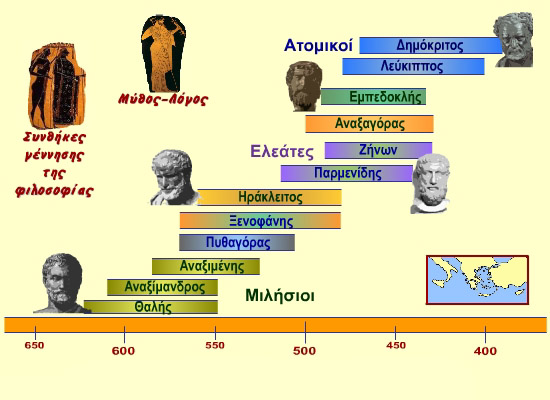 Ατομικοί
Δημόκριτος
Λεύκιππος
Μύθος-Λόγος
Εμπεδοκλής
Αναξαγόρας
Συνθήκες
γέννησης
της
φιλοσοφίας
Ελεάτες
Ζήνων
Παρμενίδης
Ηράκλειτος
Ξενοφάνης
Πυθαγόρας
Αναξιμένης
Αναξίμανδρος
Μιλήσιοι
Θαλής
650
600
550
500
450
400